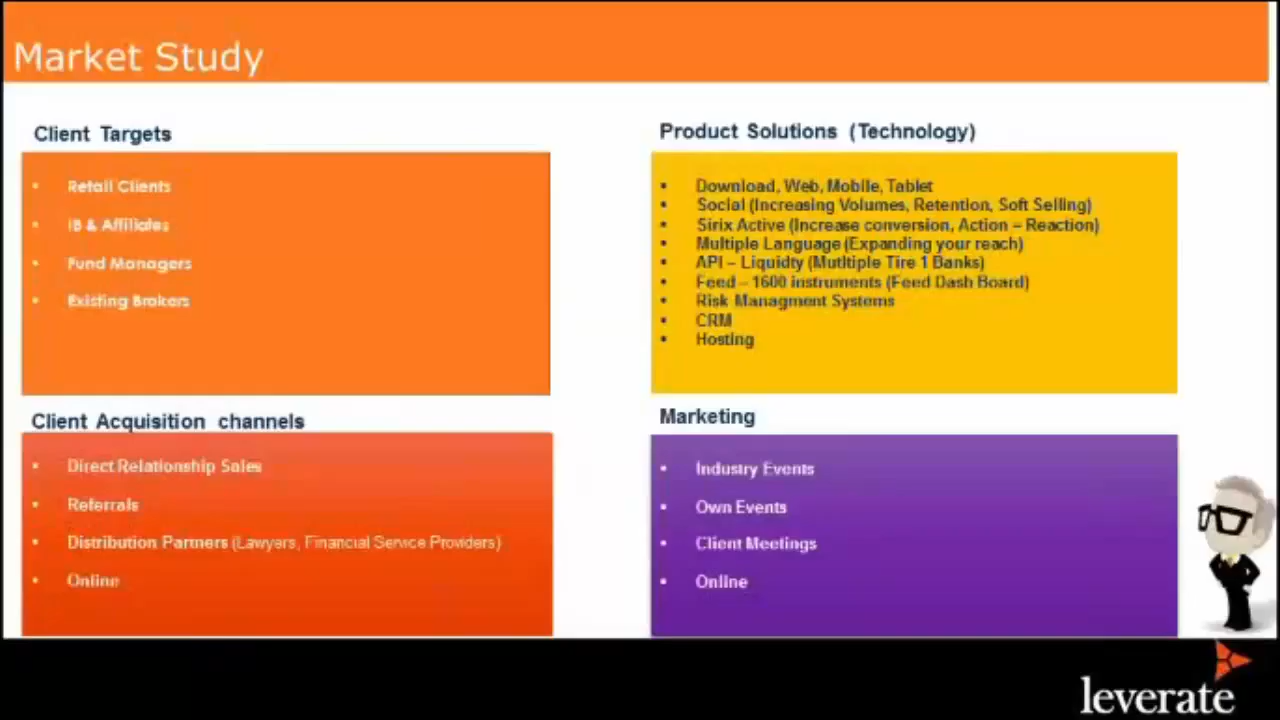 Market Study
Client Targets
Retail Clients
IB & Affiliates
Fund Managers
Existing Brokers
Product Solutions (Technology)
Download, Web, Mobile, Tablet
Social (Increasing Volumes, Retention, Soft Selling)
Sirix Active (Increase conversion, Action – Reaction)
Multiple Language (Expanding your reach)
API – Liquidty (Mutltiple Tire 1 Banks)
Feed – 1600 instruments (Feed Dash Board)
Risk Managment Systems
CRM
Hosting
Client Acquisition channels
Direct Relationship Sales
Referrals
Distribution Partners (Lawyers, Financial Service Providers)
Online
Marketing
Industry Events
Own Events
Client Meetings
Online
leverate